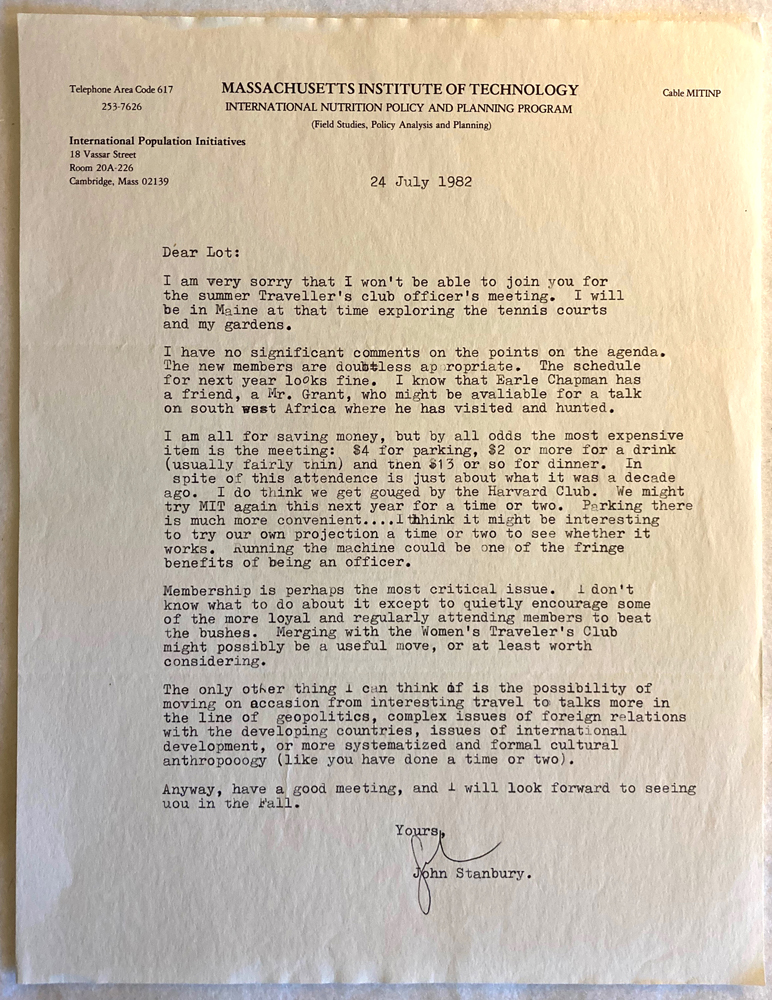 Telephone Area Code 617
253-7626
MASSACHUSETTS INSTITUTE OF TECHNOLOGY
INTERNATIONAL NUTRITION POLICY AND PLANNING PROGRAM
(Field Studies, Policy Analysis and Planning)
Cable MITINP
International Population Initiatives
18 Vassar Street
Room 20A-226
Cambridge, Mass 02139
24 July 1982
Dear Lot:
I am very sorry that I won't be able to join you for
the summer Traveller's club officer's meeting.  I will
be in Maine at that time exploring the tennis courts
and my gardens.
I have no significant comments on the points on the agenda.
The new members are doubtless ap ropriate.  The schedule
for next year looks fine.  I know that Earle Chapman has
a friend, a Mr. Grant, who might be avaliable for a talk
on south west Africa where he has visited and hunted.
I am all for saving money, but by all odds the most expensive
item is the meeting:  $4 for parking, $2 or more for a drink
(usually fairly thin) and then $13 or so for dinner.  In
spite of this attendence is just about what it was a decade
ago.  I do think we get gouged by the Harvard Club.  We might
try MIT again this next year for a time or two.  Parking there
is much more convenient....I thhink it might be interesting
to try our own projection a time or two to see whether it
works.  Running the machine could be one of the fringe
benefits of being an officer.
Membership is perhaps the most critical issue.  I don't
know what to do about it except to quietly encourage some
of the more loyal and regularly attending members to beat
the bushes.  Merging with the Women's Traveler's Club
might possibly be a useful move, or at least worth
considering.
The only other thing I can think of is the possibility of
moving on accasion from interesting travel to talks more in
the line of  geopolitics, complex issues of foreign relations
with the developing countries, issues of international
development, or more systematized and formal cultural
anthropooogy (like you have done a time or two).
Anyway, have a good meeting, and I will look forward to seeing
uou in the Fall.
Yours,
John Stanbury.